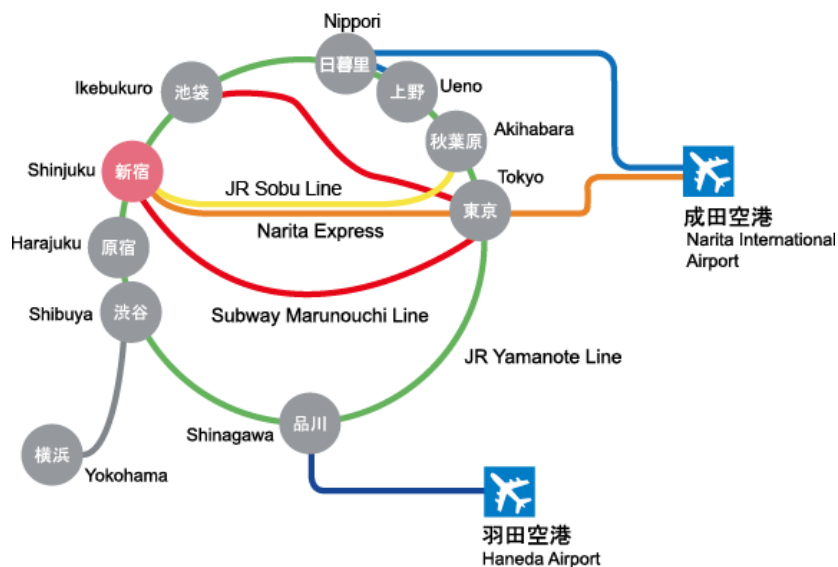 Nippori
日暮里
Ikebukuro
池袋
上野
Ueno
秋葉原
Akihabara
Shinjuku
新宿
JR Sobu Line
Tokyo
東京
Narita Express
成田空港
Narita International
Airport
Harajuku
原宿
Shibuya
渋谷
Subway Marunouchi Line
JR Yamanote Line
Shinagawa
品川
横浜
Yokohama
羽田空港
Haneda Airport